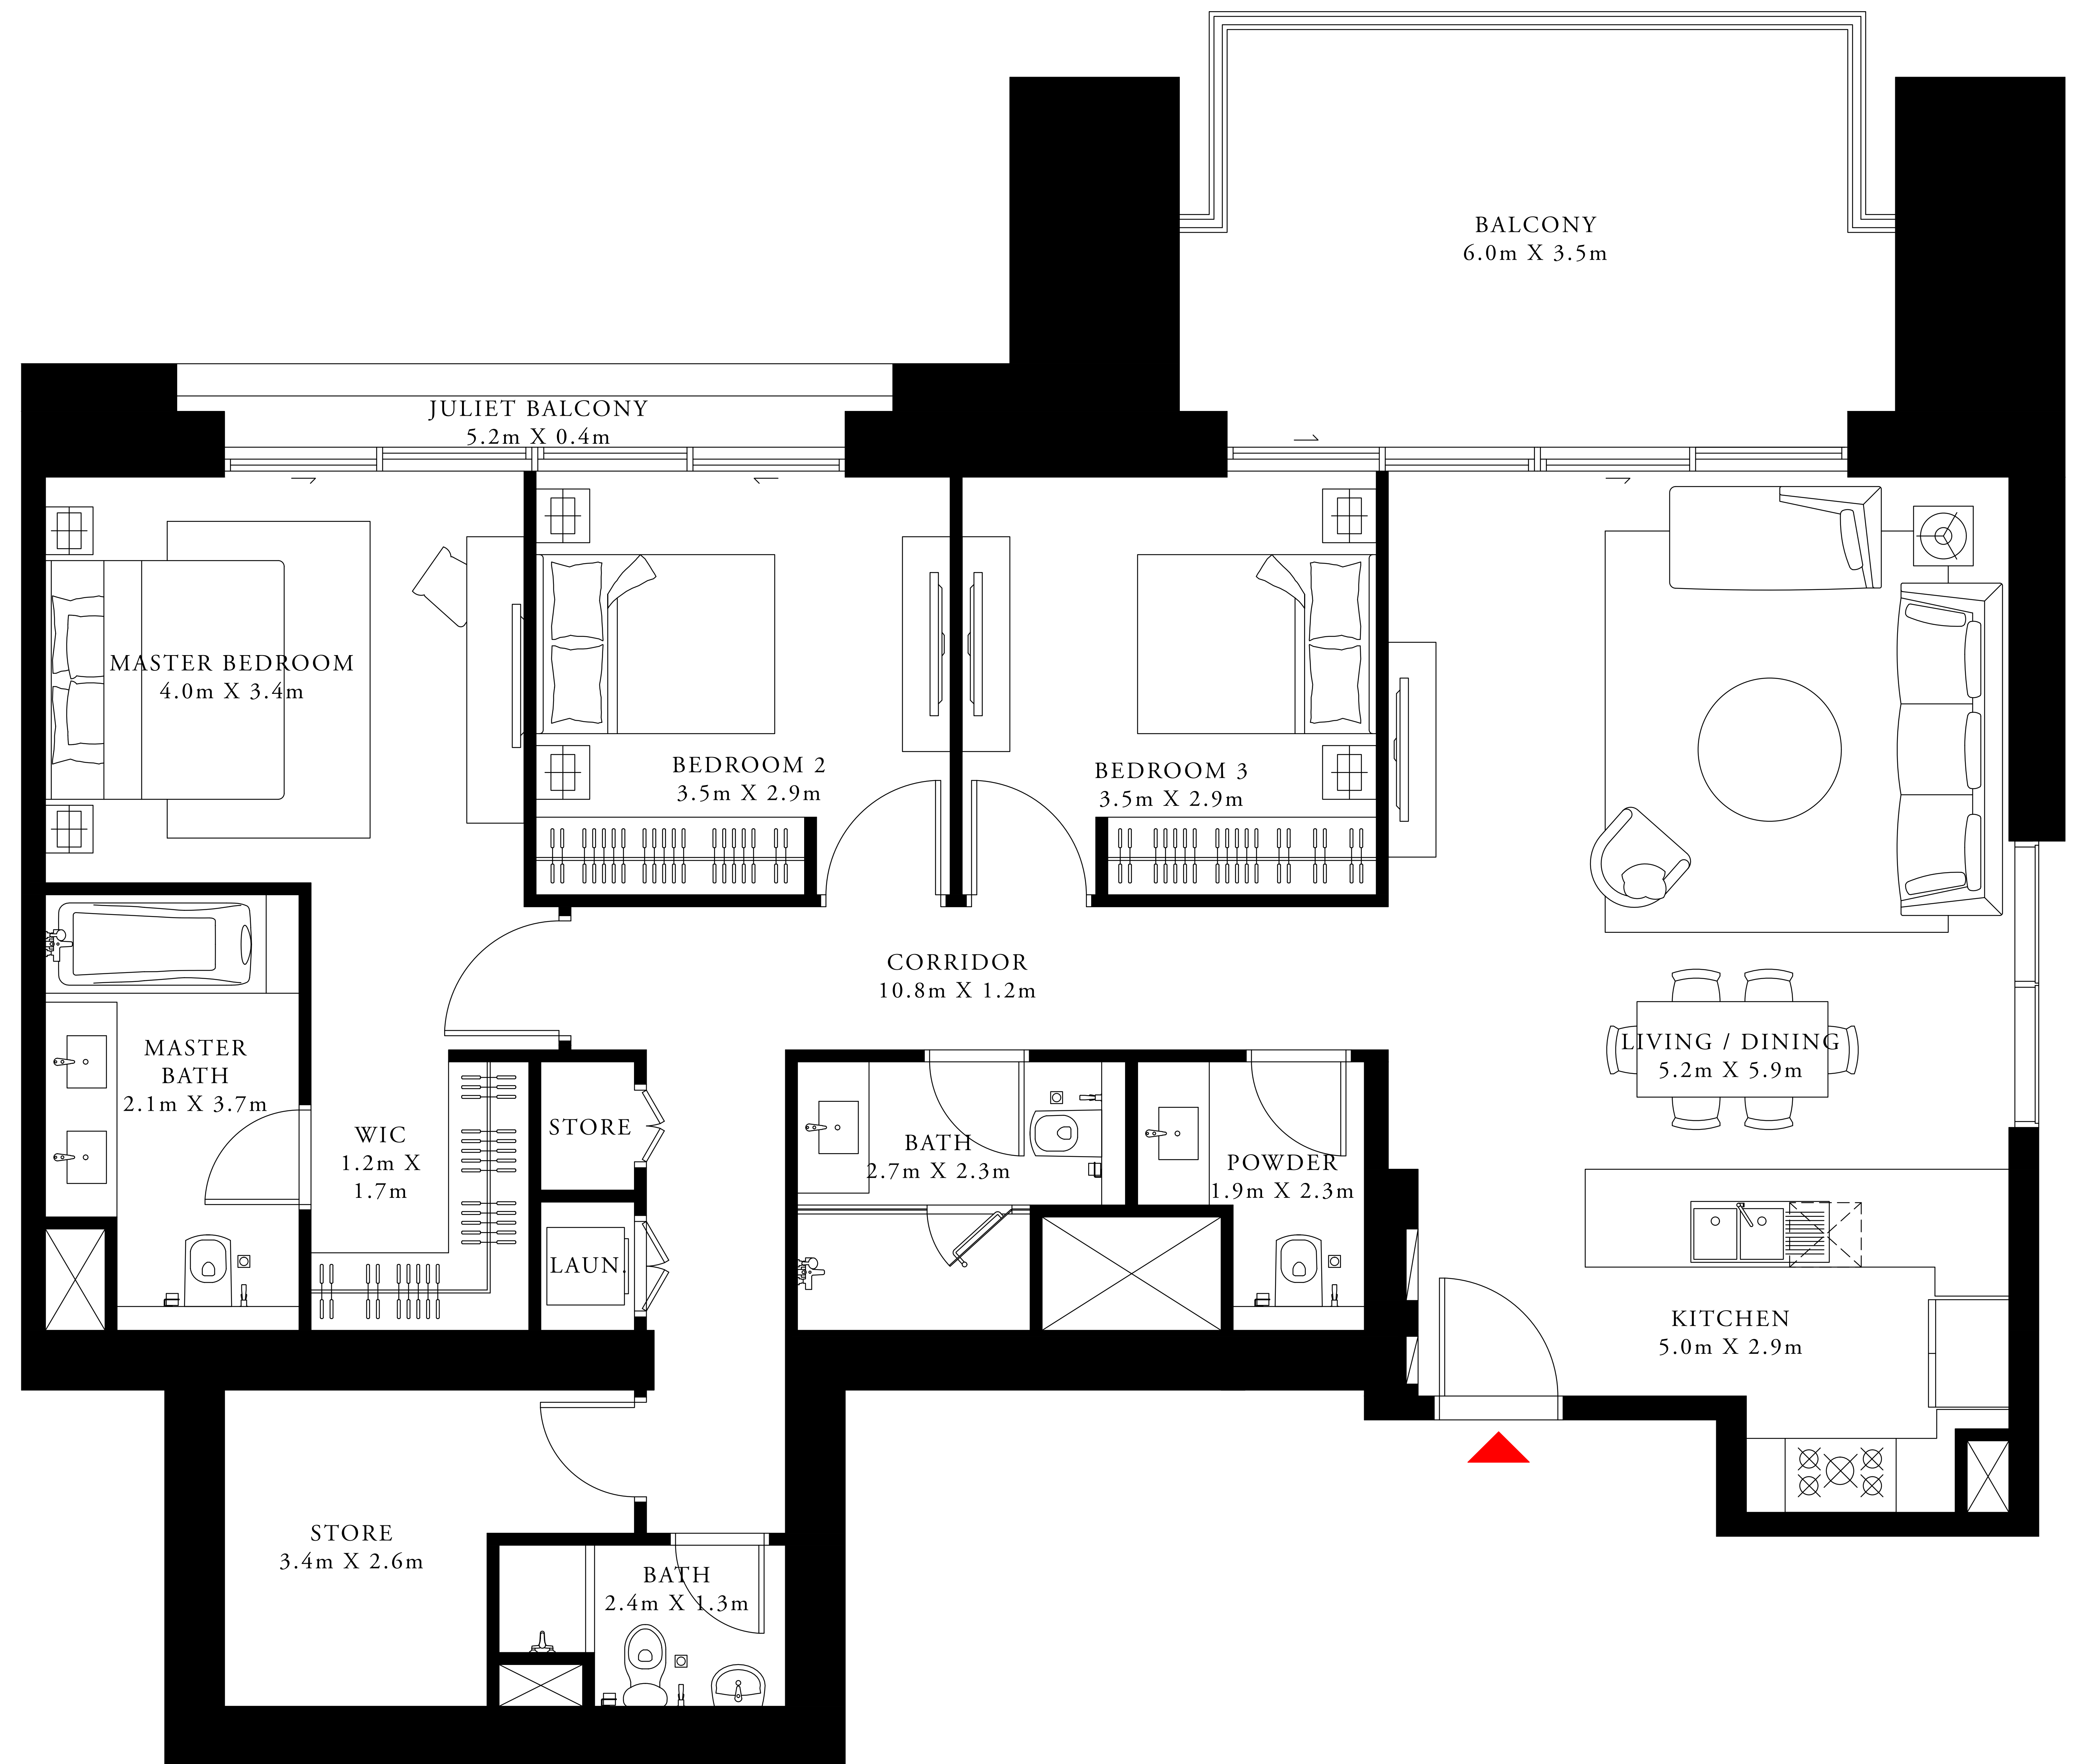 BALCONY
6.0m X 3.5m
JULIET BALCONY
5.2m X 0.4m
MASTER BEDROOM
4.0m X 3.4m
BEDROOM 2
3.5m X 2.9m
BEDROOM 3
3.5m X 2.9m
CORRIDOR
10.8m X 1.2m
LIVING / DINING
5.2m X 5.9m
MASTER
BATH
2.1m X 3.7m
WIC
1.2m X
1.7m
STORE
LAUN.
BATH
2.7m X 2.3m
POWDER
1.9m X 2.3m
KITCHEN
5.0m X 2.9m
STORE
3.4m X 2.6m
BATH
2.4m X 1.3m